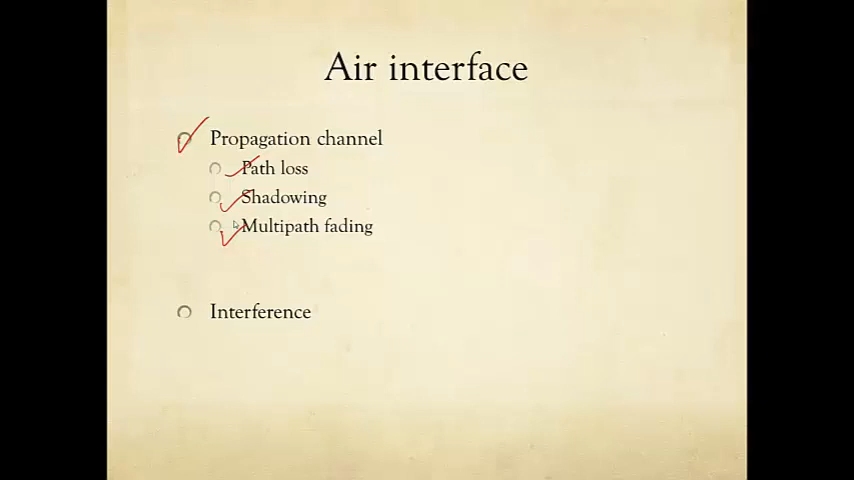 Air interface
Propagation channel
Path loss
Shadowing
Multipath fading
Interference